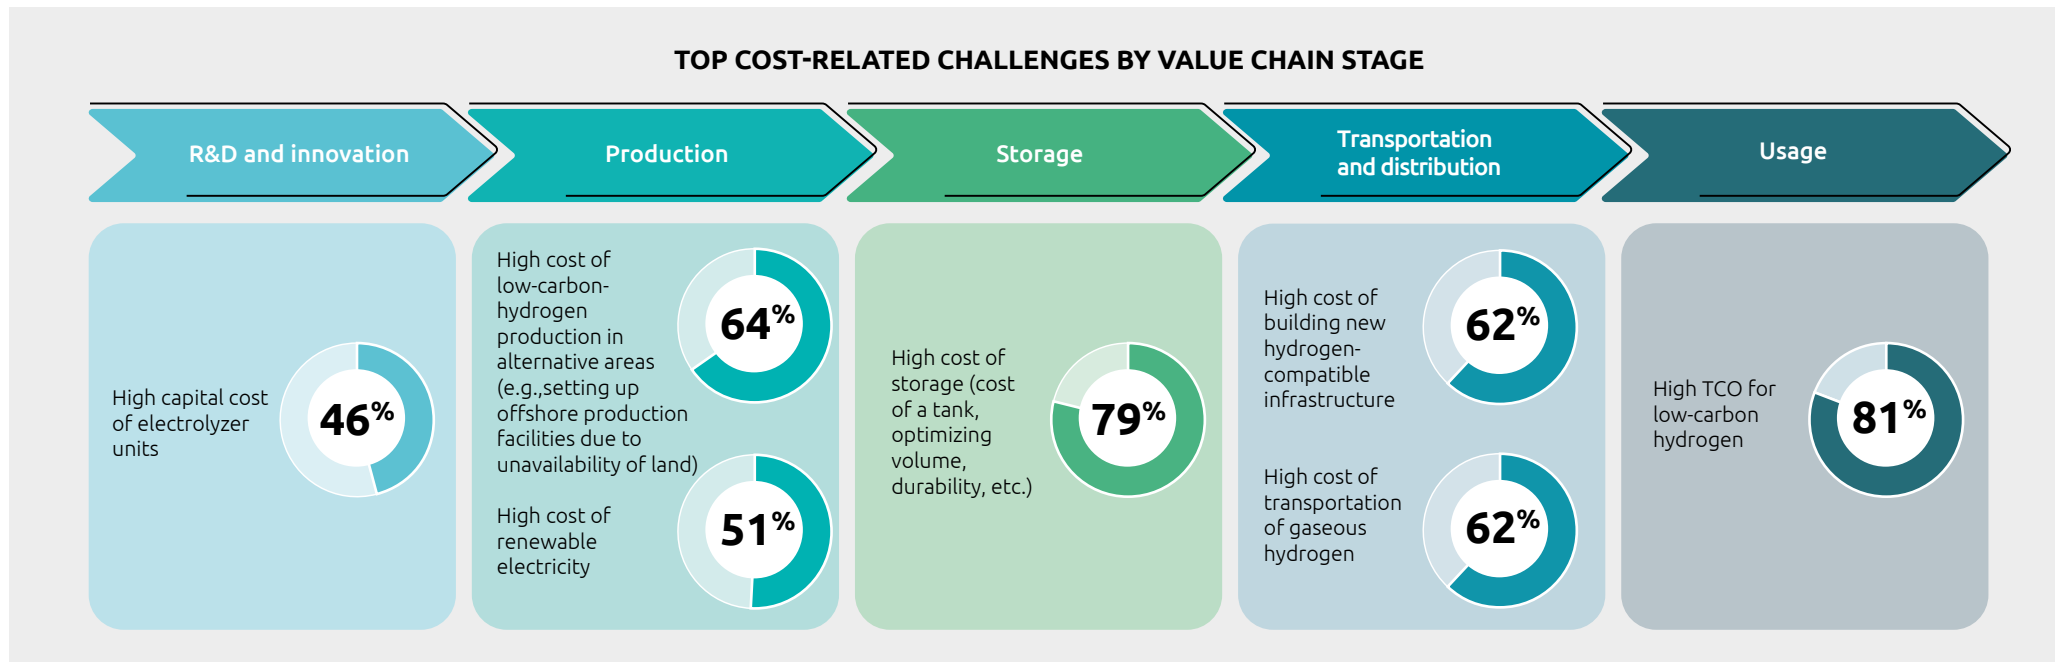 TOP COST-RELATED CHALLENGES BY VALUE CHAIN STAGE
R&D and innovation
Production
Storage
Transportation
and distribution
Usage
High capital cost
of electrolyzer
units
46%
High cost of
low-carbon-
hydrogen
production in
alternative areas
(e.g.,setting up
offshore production
facilities due to
unavailability of land)
64%
High cost of
renewable
electricity
51%
High cost of
storage (cost
of a tank,
optimizing
volume,
durability, etc.)
79%
High cost of
building new
hydrogen-
compatible
infrastructure
62%
High cost of
transportation
of gaseous
hydrogen
62%
High TCO for
low-carbon
hydrogen
81%